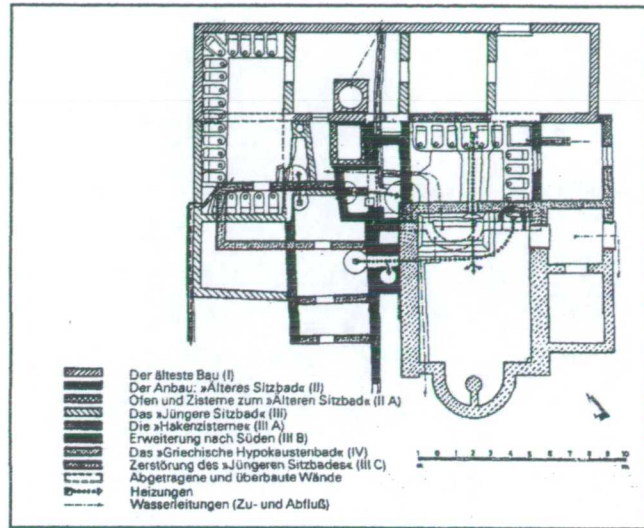 Der älteste Bau (I)
Der Anbau: »Älteres Sitzbad« (II)
Ofen und Zisterne zum »Älteren Sitzbad« (II A)
Das »Jüngere Sitzbad« (III)
Die »Hakenzisterne« (III A)
Erweiterung nach Süden (III B)
Das »Griechische Hypokaustenbad« (IV)
Zerstörung des »Jüngeren Sitzbades« (III C)
Abgetragene und überbaute Wände
Heizungen
Wasserleitungen (Zu- und Abfluß)
1 0 1 2 3 4 5 6 7 8 9 10
m m